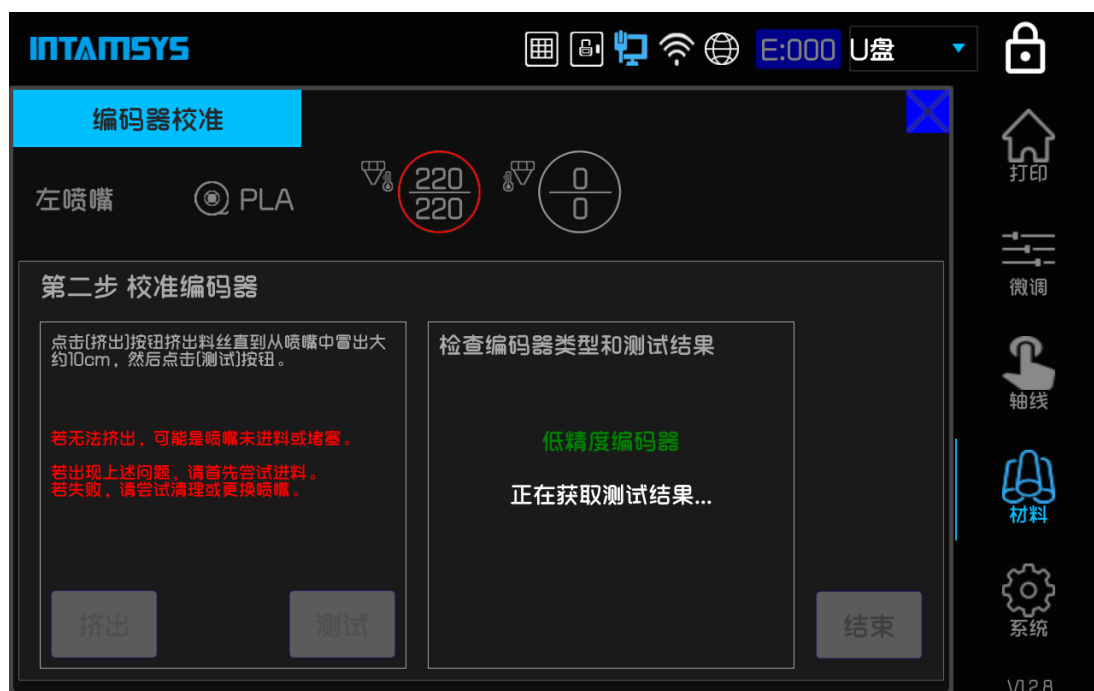 INTAMSYS
E:000
U盘
编码器校准
左喷嘴
PLA
220
220
0
0
打印
微调
轴线
材料
系统
第二步 校准编码器
点击[挤出]按钮挤出料丝直到从喷嘴中冒出大
约10cm，然后点击[测试]按钮。
若无法挤出，可能是喷嘴未进料或堵塞。
若出现上述问题，请首先尝试进料。
若失败，请尝试清理或更换喷嘴。
挤出
测试
检查编码器类型和测试结果
低精度编码器
正在获取测试结果...
结束
V1.2.8